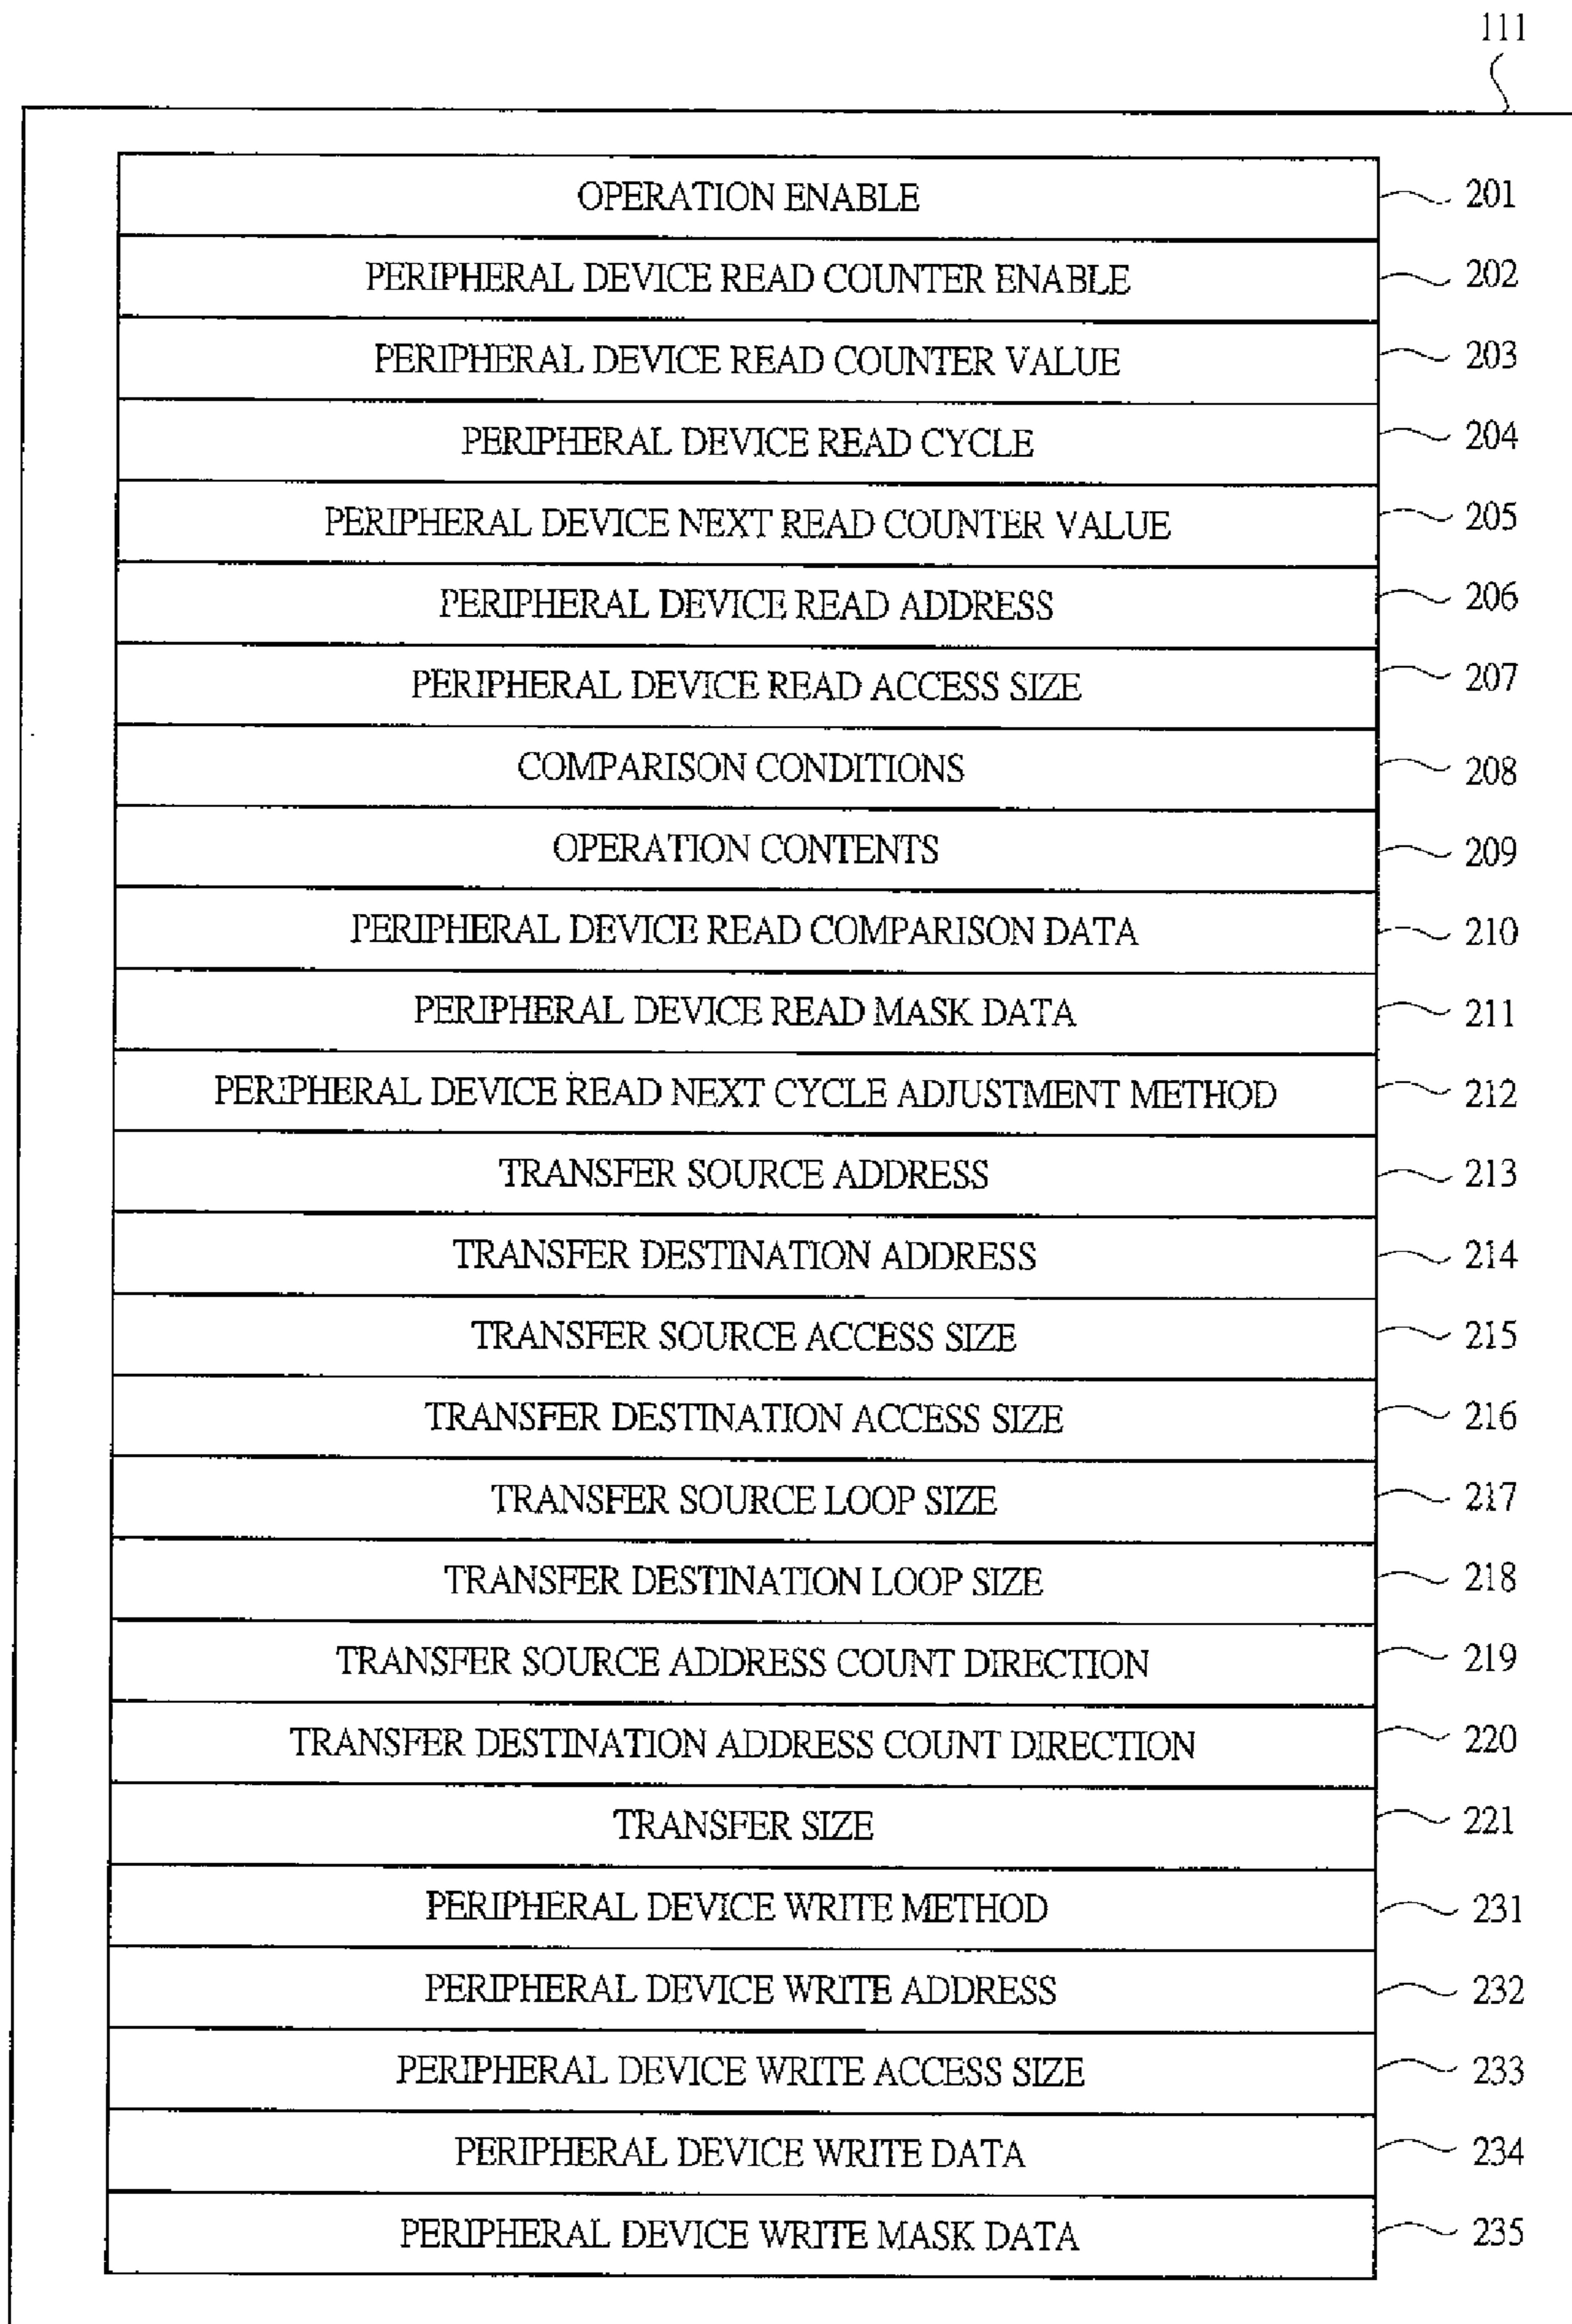 111
OPERATION ENABLE 201
PERIPHERAL DEVICE READ COUNTER ENABLE 202
PERIPHERAL DEVICE READ COUNTER VALUE 203
PERIPHERAL DEVICE READ CYCLE 204
PERIPHERAL DEVICE NEXT READ COUNTER VALUE 205
PERIPHERAL DEVICE READ ADDRESS 206
PERIPHERAL DEVICE READ ACCESS SIZE 207
COMPARISON CONDITIONS 208
OPERATION CONTENTS 209
PERIPHERAL DEVICE READ COMPARISON DATA 210
PERIPHERAL DEVICE READ MASK DATA 211
PERIPHERAL DEVICE READ NEXT CYCLE ADJUSTMENT METHOD 212
TRANSFER SOURCE ADDRESS 213
TRANSFER DESTINATION ADDRESS 214
TRANSFER SOURCE ACCESS SIZE 215
TRANSFER DESTINATION ACCESS SIZE 216
TRANSFER SOURCE LOOP SIZE 217
TRANSFER DESTINATION LOOP SIZE 218
TRANSFER SOURCE ADDRESS COUNT DIRECTION 219
TRANSFER DESTINATION ADDRESS COUNT DIRECTION 220
TRANSFER SIZE 221
PERIPHERAL DEVICE WRITE METHOD 231
PERIPHERAL DEVICE WRITE ADDRESS 232
PERIPHERAL DEVICE WRITE ACCESS SIZE 233
PERIPHERAL DEVICE WRITE DATA 234
PERIPHERAL DEVICE WRITE MASK DATA 235